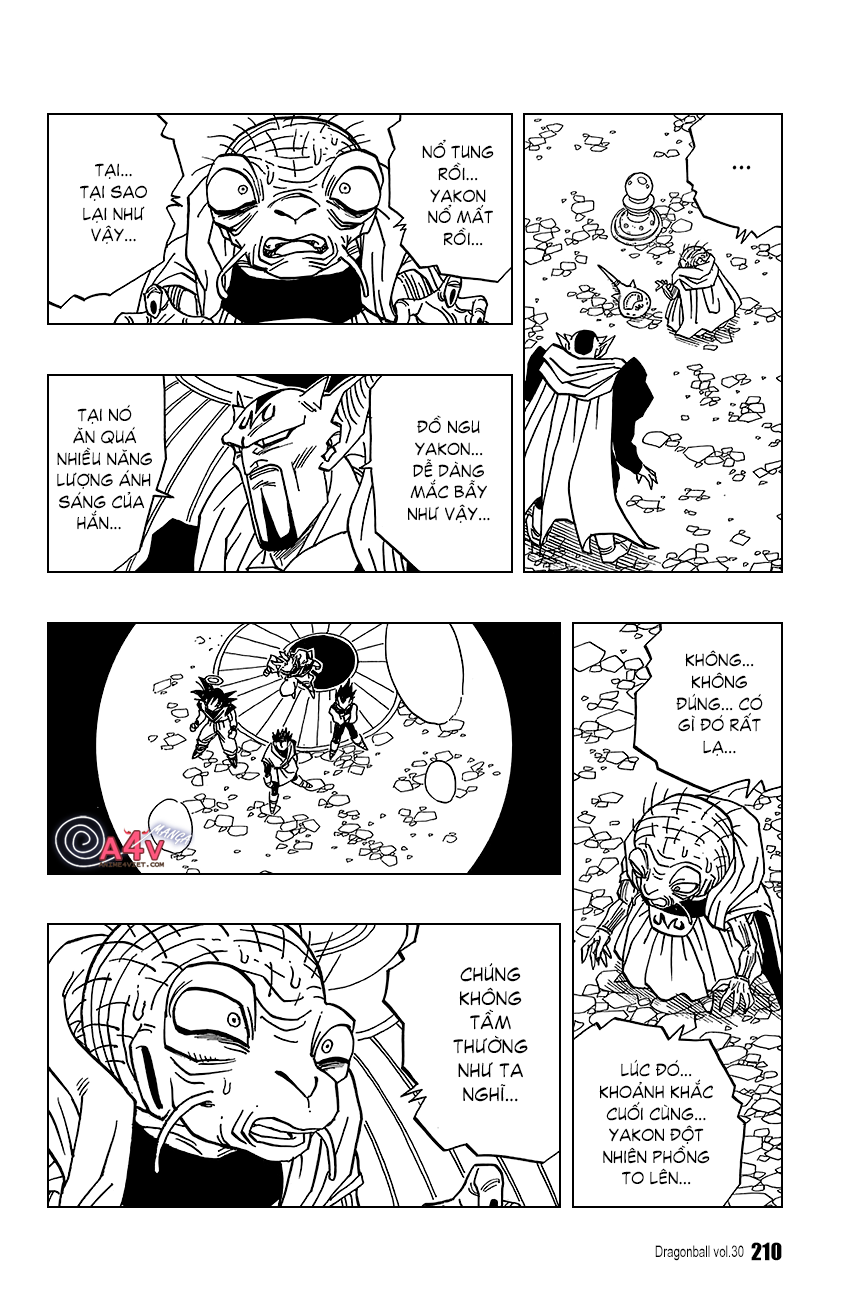 ...
NỔ TUNG
RỒI...
YAKON
NỔ MẤT
RỒI...
TẠI...
TẠI SAO
LẠI NHƯ
VẬY...
ĐỒ NGU
YAKON...
DỄ DÀNG
MẮC BẪY
NHƯ VẬY...
TẠI NÓ
ĂN QUÁ
NHIỀU NĂNG
LƯỢNG ÁNH
SÁNG CỦA
HẮN...
KHÔNG...
KHÔNG
ĐÚNG... CÓ
GÌ ĐÓ RẤT
LẠ...
LÚC ĐÓ...
KHOẢNH KHẮC
CUỐI CÙNG...
YAKON ĐỘT
NHIÊN PHỒNG
TO LÊN...
MANGA
A4V
ANIME4VIET.COM
CHÚNG
KHÔNG
TẦM
THƯỜNG
NHƯ TA
NGHĨ...
Dragonball vol.30 210